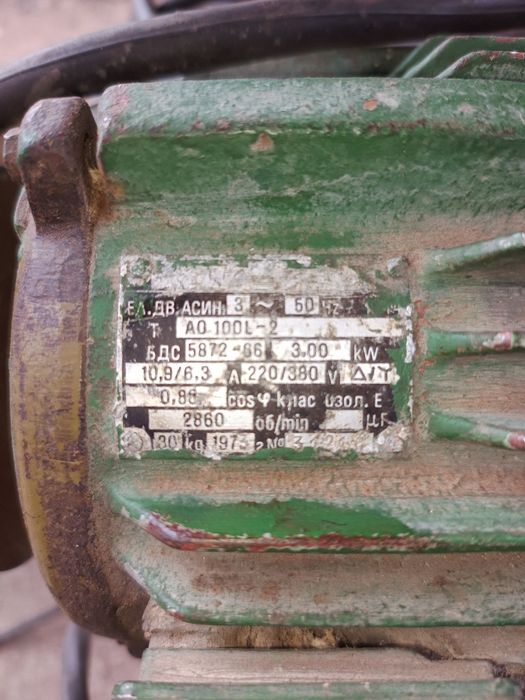 ЕЛ. ДВ. АСИН. 3 ~ 50 Hz
Т АО 100L-2
БДС 5872-66 3.00 kW
10,9/6.3 A 220/380 V Δ/Y
0,88 cosφ клас изол. Е
2860 об/min μF
30 kg 197 г №